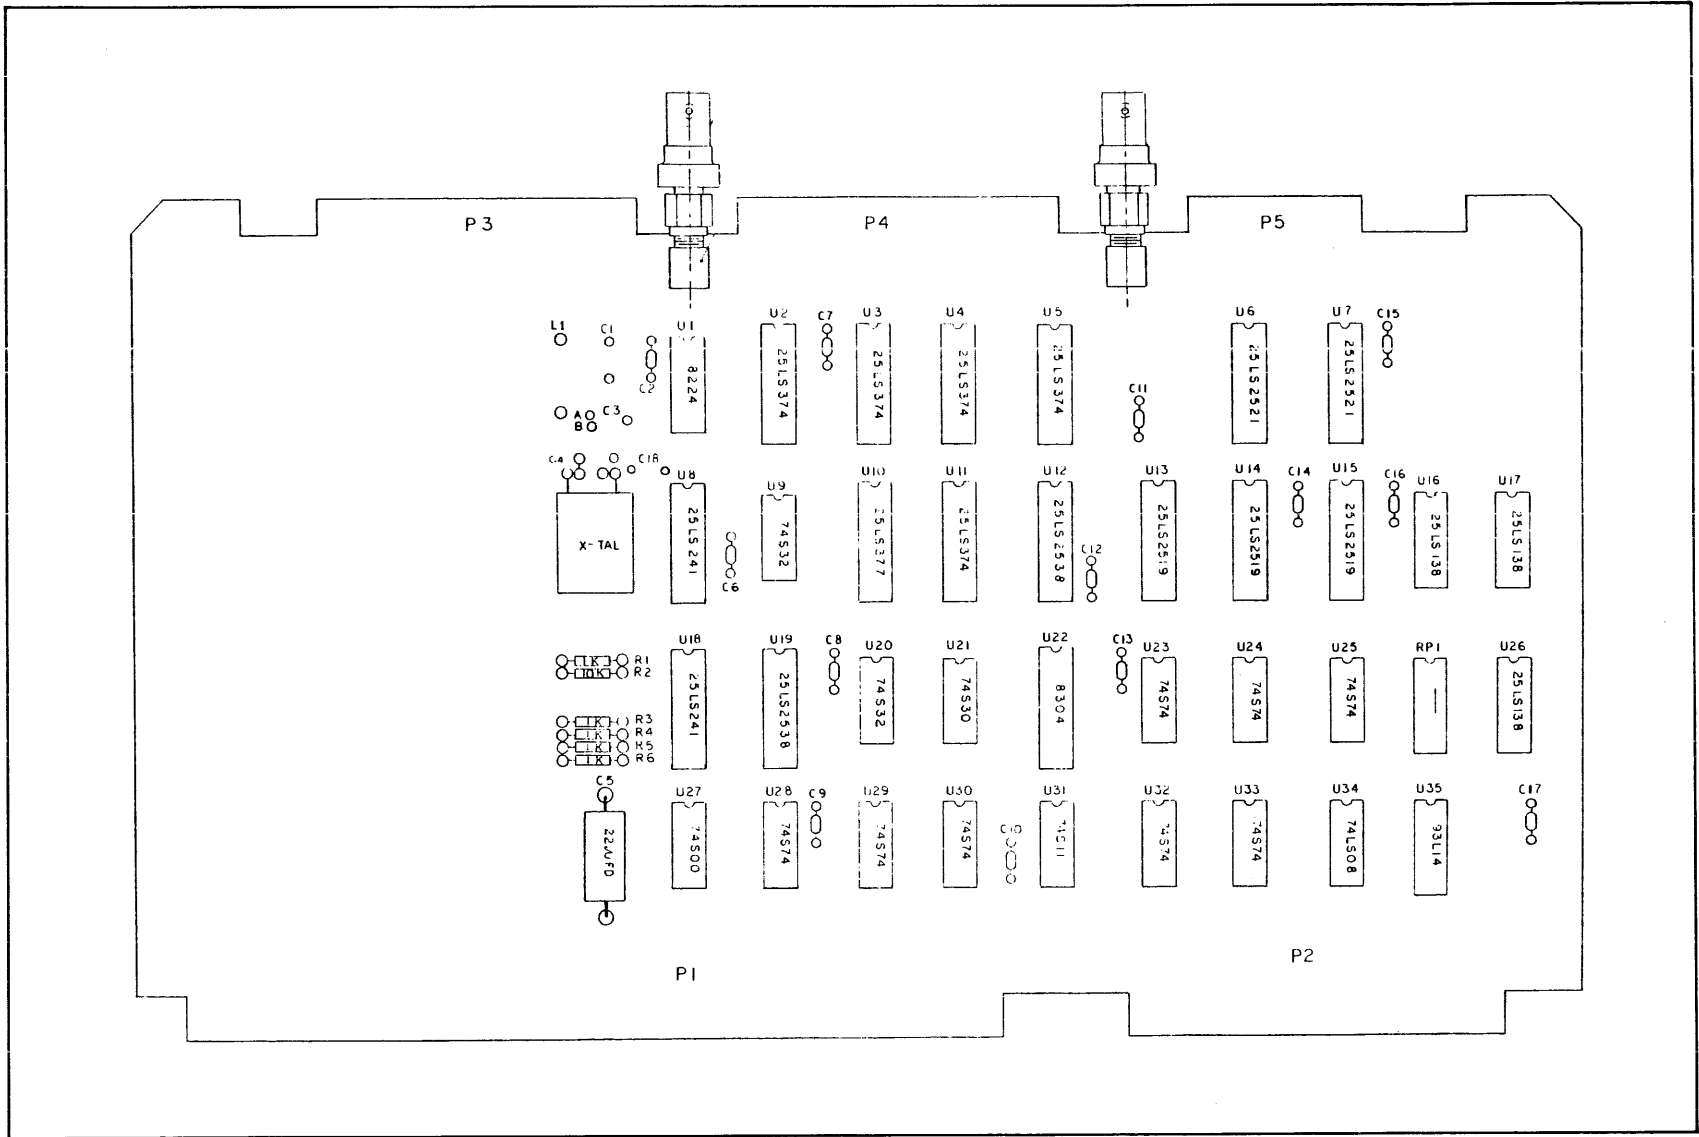 P3
P4
P5
L1
C1
C2
U1
8224
U2
25LS374
C7
U3
25LS374
U4
25LS374
U5
25LS374
C11
U6
25LS2521
U7
25LS2521
C15
A
B
C3
C4
C18
X-TAL
U8
25LS241
C6
U9
74S32
U10
25LS377
U11
25LS374
U12
25LS2538
C12
U13
25LS2519
U14
25LS2519
C14
U15
25LS2519
C16
U16
25LS138
U17
25LS138
1K R1
10K R2
1K R3
1K R4
1K R5
1K R6
U18
25LS241
U19
25LS2538
C8
U20
74S32
U21
74S30
U22
8304
C13
U23
74S74
U24
74S74
U25
74S74
RP1
U26
25LS138
C5
22µFD
U27
74S00
U28
74S74
C9
U29
74S74
U30
74S74
C10
U31
74S11
U32
74S74
U33
74S74
U34
74LS08
U35
93L14
C17
P1
P2